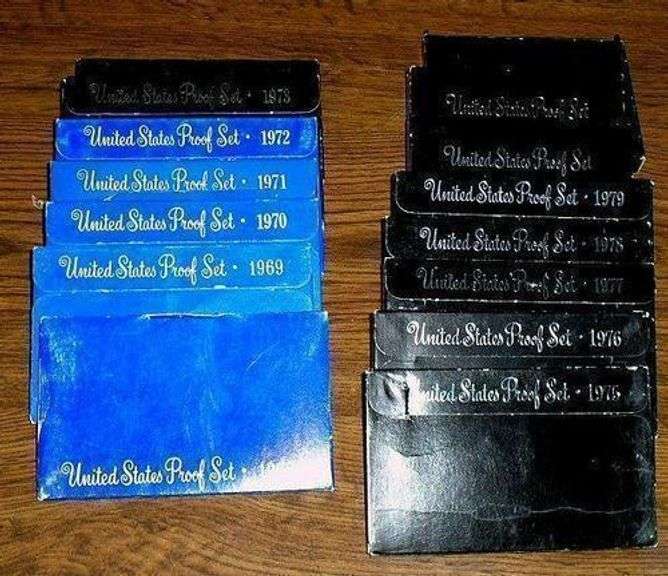 United States Proof Set · 1973
United States Proof Set · 1972
United States Proof Set · 1971
United States Proof Set · 1970
United States Proof Set · 1969
United States Proof Set ·
United States Proof Set
United States Proof Set
United States Proof Set · 1979
United States Proof Set · 1978
United States Proof Set · 1977
United States Proof Set · 1976
United States Proof Set · 1975